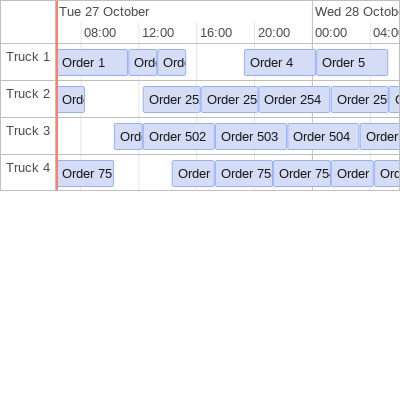 Tue 27 October Wed 28 Octob
08:00 12:00 16:00 20:00 00:00 04:0
Truck 1 Order 1 Ord Ord Order 4 Order 5
Truck 2 Ord Order 25 Order 25 Order 254 Order 25 O
Truck 3 Ord Order 502 Order 503 Order 504 Order
Truck 4 Order 75 Order Order 75 Order 75 Order Ord